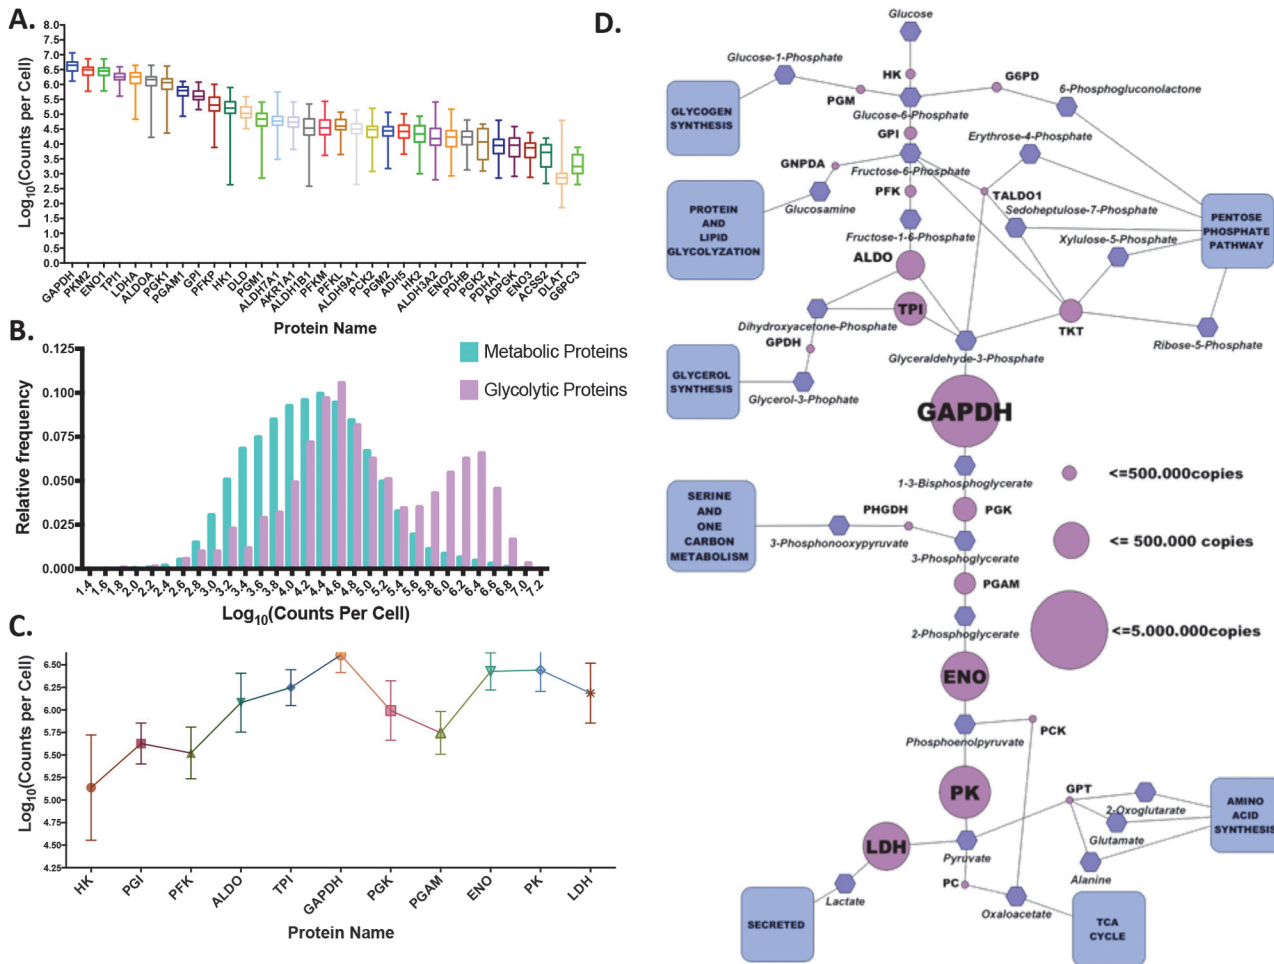 A.
8.0
7.5
7.0
6.5
6.0
5.5
5.0
4.5
4.0
3.5
3.0
2.5
2.0
1.5
1.0
0.5
0.0
Log10(Counts per Cell)
GAPDH
PKM2
ENO1
TPI1
LDHA
ALDOA
PGK1
PGAM1
GPI
PFKP
HK1
DLD
PGM1
ALDH7A1
AKR1A1
ALDH1B1
PFKM
PFKL
ALDH9A1
PCK2
PGM2
ADH5
HK2
ALDH3A2
ENO2
PDHB
PGK2
PDHA1
ADPGK
ENO3
ACSS2
DLAT
G6PC3
Protein Name
B.
0.125
0.100
0.075
0.050
0.025
0.000
Relative frequency
Metabolic Proteins
Glycolytic Proteins
1.4
1.6
1.8
2.0
2.2
2.4
2.6
2.8
3.0
3.2
3.4
3.6
3.8
4.0
4.2
4.4
4.6
4.8
5.0
5.2
5.4
5.6
5.8
6.0
6.2
6.4
6.6
6.8
7.0
7.2
Log10(Counts Per Cell)
C.
6.50
6.25
6.00
5.75
5.50
5.25
5.00
4.75
4.50
4.25
Log10(Counts per Cell)
HK
PGI
PFK
ALDO
TPI
GAPDH
PGK
PGAM
ENO
PK
LDH
Protein Name
D.
Glucose
Glucose-1-Phosphate
HK
G6PD
6-Phosphogluconolactone
PGM
Glucose-6-Phosphate
GLYCOGEN
SYNTHESIS
GPI
Erythrose-4-Phosphate
GNPDA
Fructose-6-Phosphate
PFK
TALDO1
Glucosamine
Sedoheptulose-7-Phosphate
PROTEIN
AND
LIPID
GLYCOLYZATION
PENTOSE
PHOSPHATE
PATHWAY
Fructose-1-6-Phosphate
Xylulose-5-Phosphate
ALDO
TPI
Dihydroxyacetone-Phosphate
TKT
GPDH
Ribose-5-Phosphate
Glyceraldehyde-3-Phosphate
GLYCEROL
SYNTHESIS
Glycerol-3-Phophate
GAPDH
<=500.000copies
1-3-Bisphosphoglycerate
SERINE
AND
ONE
CARBON
METABOLISM
PHGDH
PGK
3-Phosphonooxypyruvate
<= 500.000 copies
3-Phosphoglycerate
PGAM
2-Phosphoglycerate
<=5.000.000copies
ENO
PCK
Phosphoenolpyruvate
PK
GPT
2-Oxoglutarate
AMINO
ACID
SYNTHESIS
Glutamate
LDH
Pyruvate
Alanine
PC
Lactate
Oxaloacetate
SECRETED
TCA
CYCLE